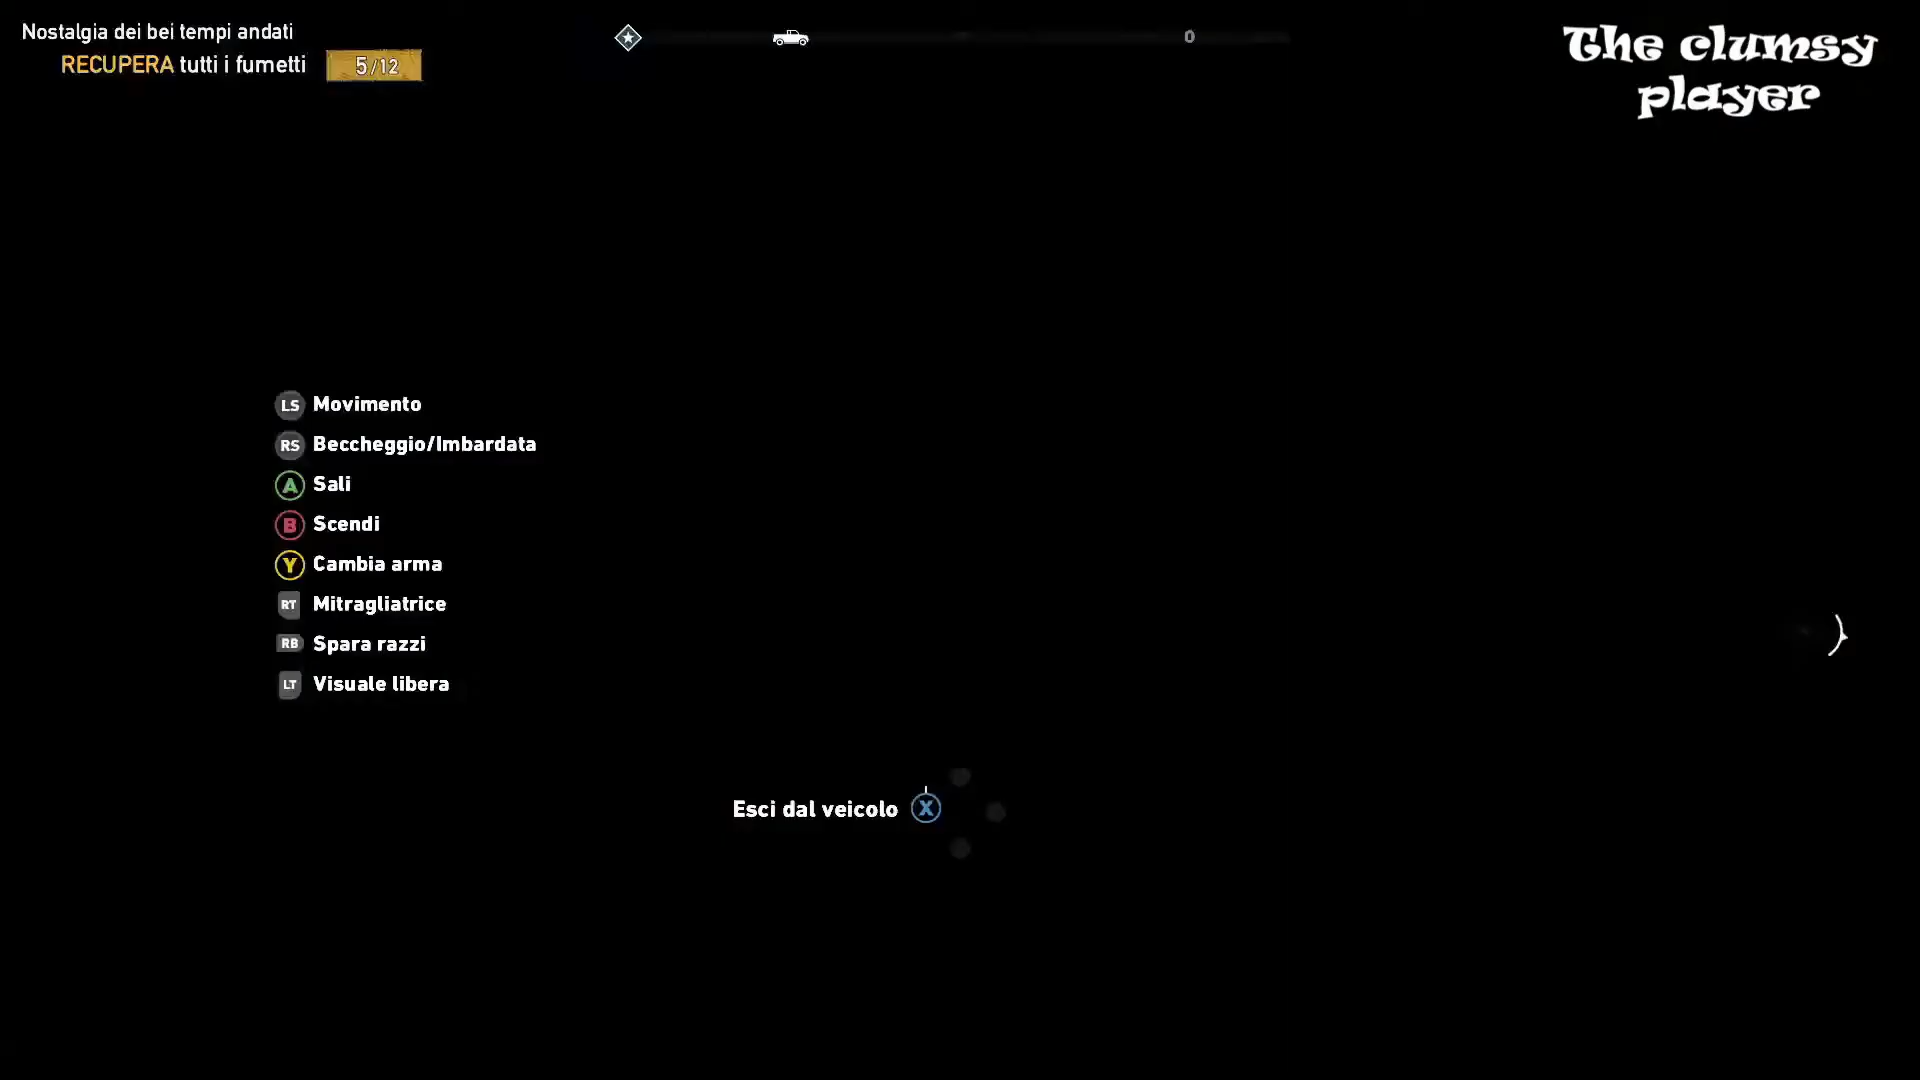 Nostalgia dei bei tempi andati
RECUPERA tutti i fumetti 5/12
O
The clumsy
player
LS Movimento
RS Beccheggio/Imbardata
A Sali
B Scendi
Y Cambia arma
RT Mitragliatrice
RB Spara razzi
LT Visuale libera
Esci dal veicolo X